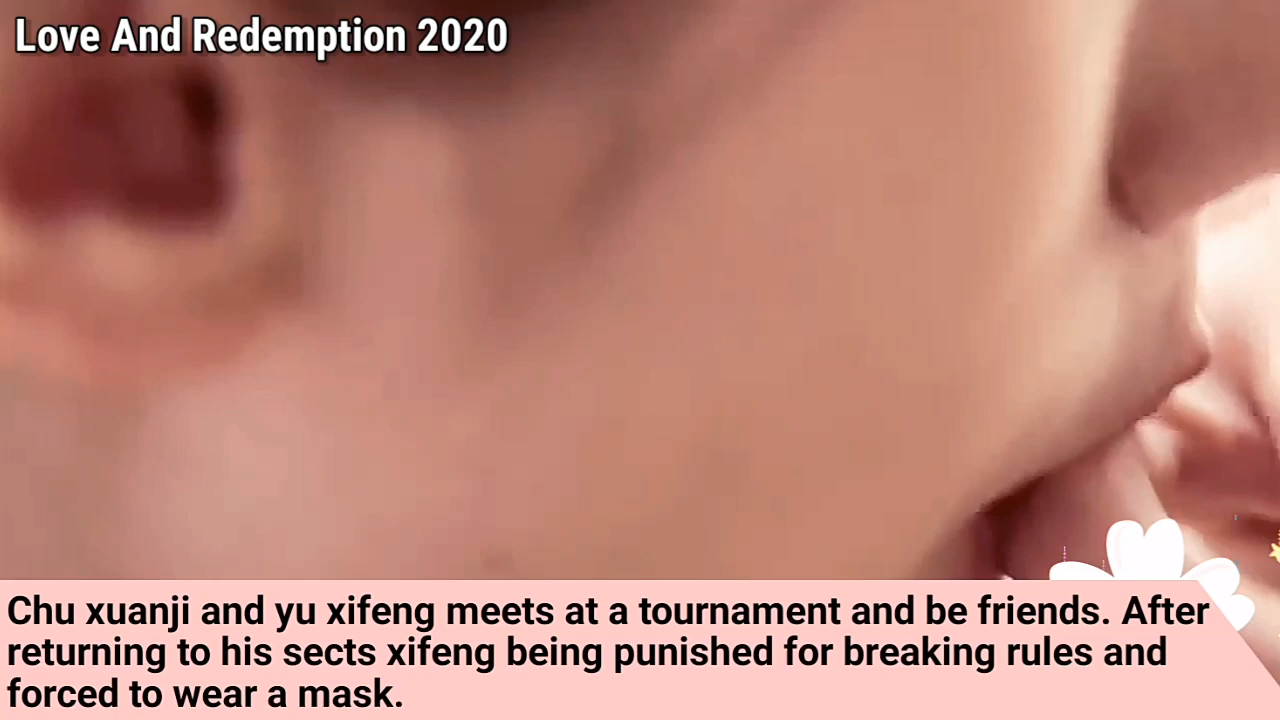 Love And Redemption 2020
Chu xuanji and yu xifeng meets at a tournament and be friends. After
returning to his sects xifeng being punished for breaking rules and
forced to wear a mask.